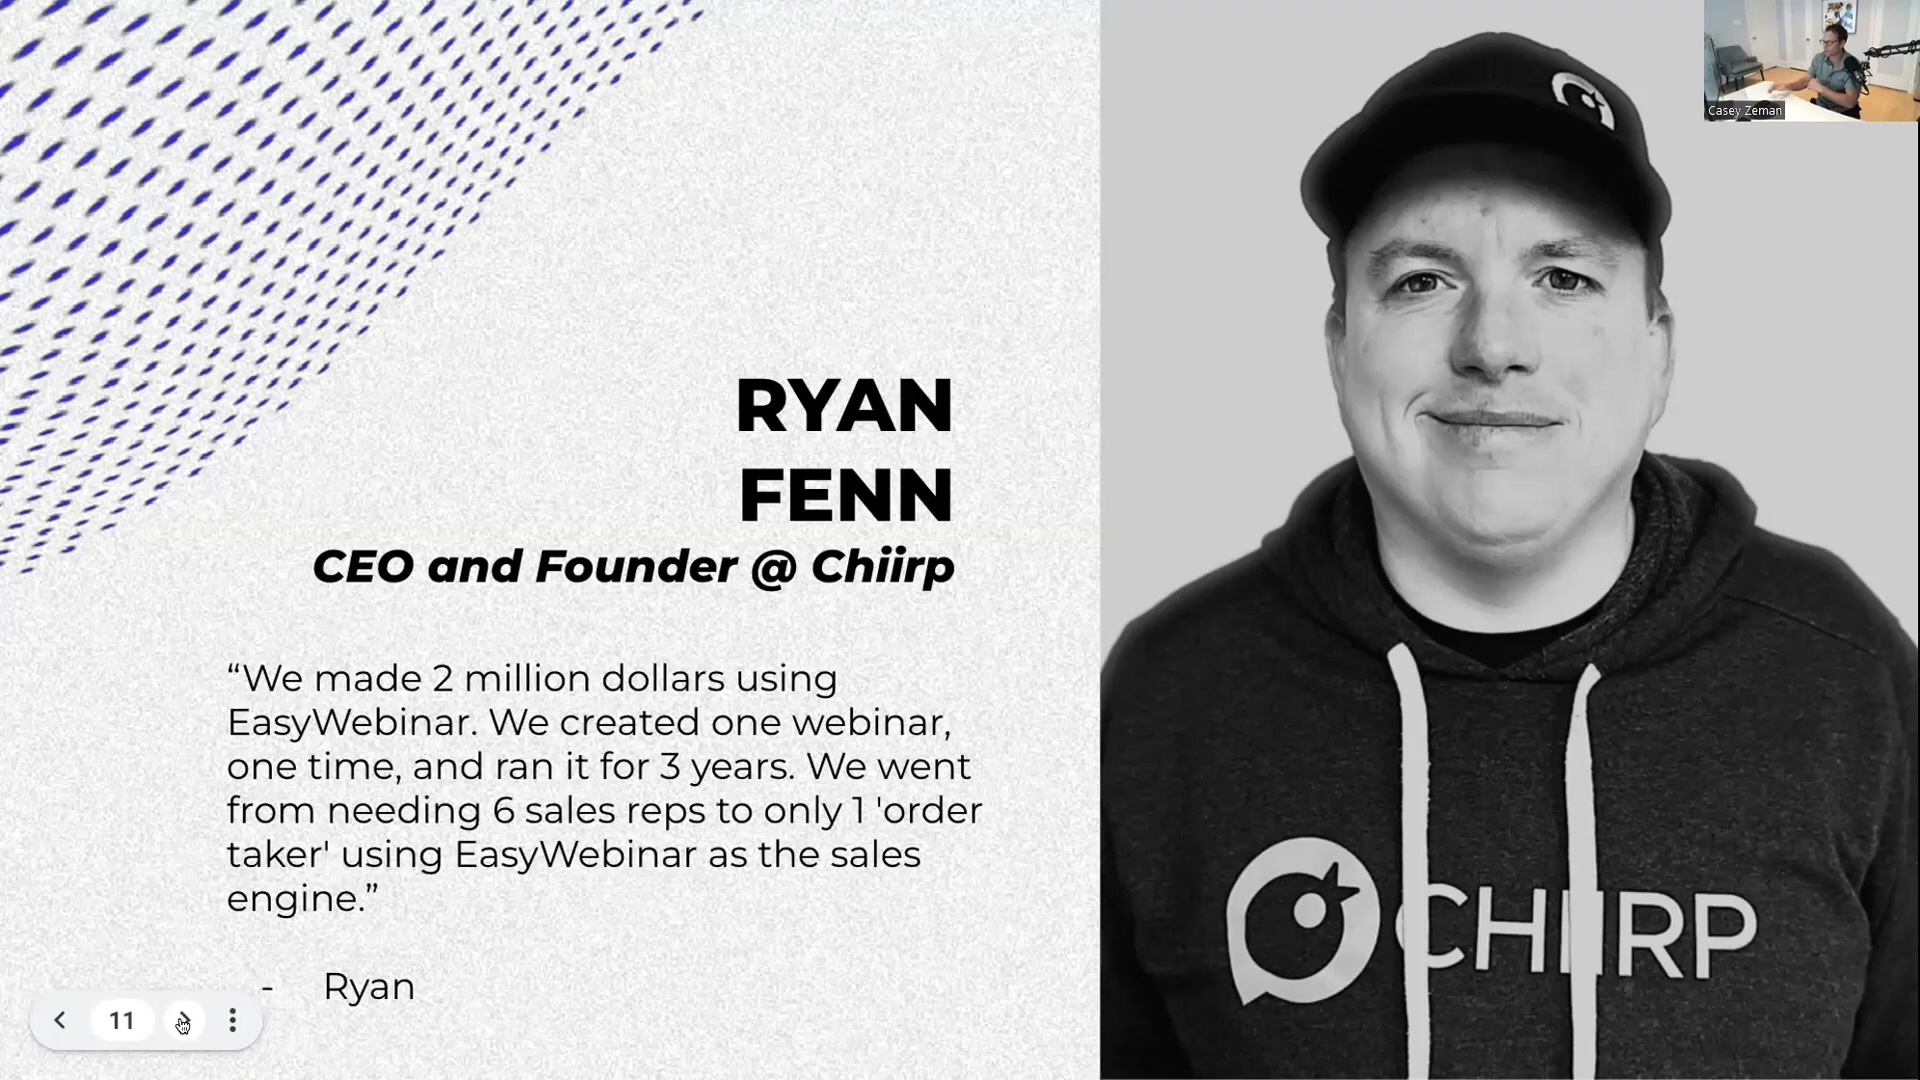 Casey Zeman
RYAN
FENN
CEO and Founder @ Chiirp
“We made 2 million dollars using
EasyWebinar. We created one webinar,
one time, and ran it for 3 years. We went
from needing 6 sales reps to only 1 'order
taker' using EasyWebinar as the sales
engine.”
- Ryan
CHIIRP
11